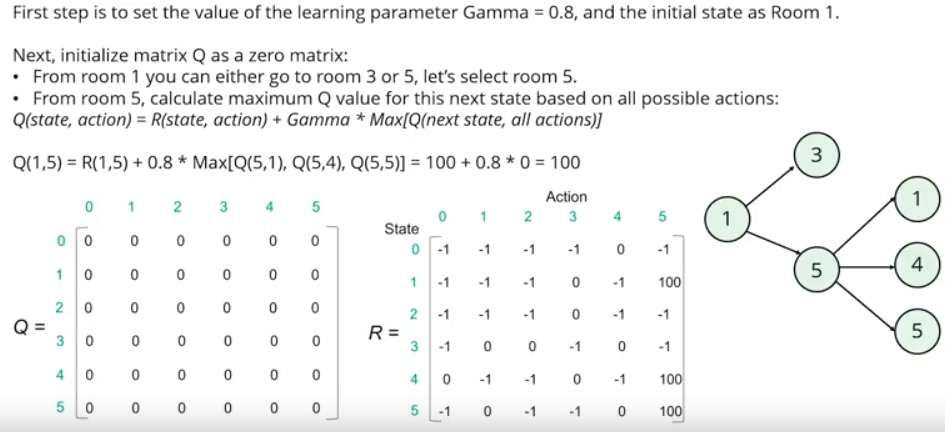 First step is to set the value of the learning parameter Gamma = 0.8, and the initial state as Room 1.
Next, initialize matrix Q as a zero matrix:
• From room 1 you can either go to room 3 or 5, let's select room 5.
• From room 5, calculate maximum Q value for this next state based on all possible actions:
Q(state, action) = R(state, action) + Gamma * Max[Q(next state, all actions)]
Q(1,5) = R(1,5) + 0.8 * Max[Q(5,1), Q(5,4), Q(5,5)] = 100 + 0.8 * 0 = 100
0 1 2 3 4 5
0 0 0 0 0 0 0
1 0 0 0 0 0 0
2 0 0 0 0 0 0
Q =
3 0 0 0 0 0 0
4 0 0 0 0 0 0
5 0 0 0 0 0 0
Action
0 1 2 3 4 5
State
0 -1 -1 -1 -1 0 -1
1 -1 -1 -1 0 -1 100
2 -1 -1 -1 0 -1 -1
R =
3 -1 0 0 -1 0 -1
4 0 -1 -1 0 -1 100
5 -1 0 -1 -1 0 100
3
1
1
5
4
5